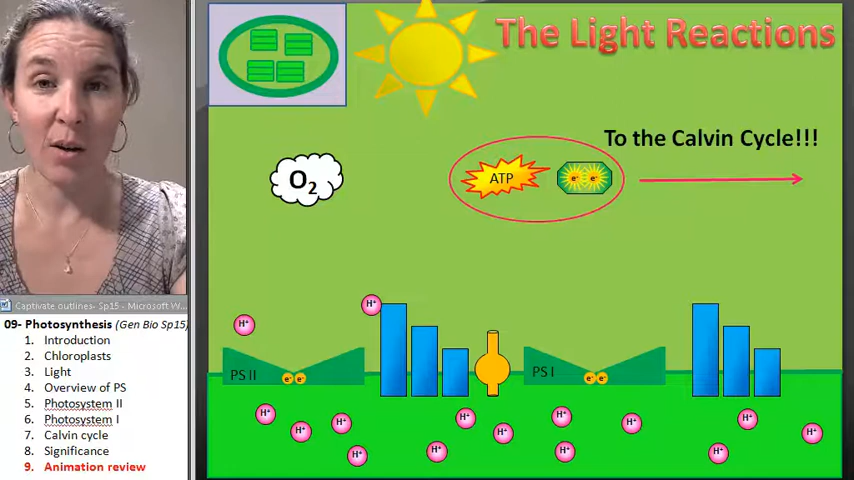 The Light Reactions
To the Calvin Cycle!!!
O2
ATP
e- e-
H+
H+
PS II
e- e-
PS I
e- e-
H+
H+
H+
H+
H+
H+
H+
H+
H+
H+
H+
H+
H+
Captivate outlines- Sp15 - Microsoft W...
09- Photosynthesis (Gen Bio Sp15)
1. Introduction
2. Chloroplasts
3. Light
4. Overview of PS
5. Photosystem II
6. Photosystem I
7. Calvin cycle
8. Significance
9. Animation review